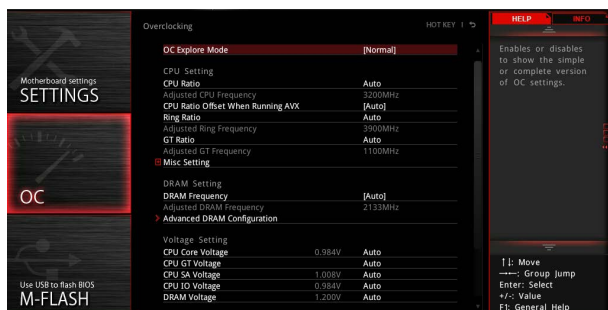 Motherboard settings
SETTINGS
OC
Use USB to flash BIOS
M-FLASH
Overclocking
HOT KEY |
OC Explore Mode [Normal]
CPU Setting
CPU Ratio Auto
Adjusted CPU Frequency 3200MHz
CPU Ratio Offset When Running AVX [Auto]
Ring Ratio Auto
Adjusted Ring Frequency 3900MHz
GT Ratio Auto
Adjusted GT Frequency 1100MHz
Misc Setting
DRAM Setting
DRAM Frequency [Auto]
Adjusted DRAM Frequency 2133MHz
Advanced DRAM Configuration
Voltage Setting
CPU Core Voltage 0.984V Auto
CPU GT Voltage Auto
CPU SA Voltage 1.008V Auto
CPU IO Voltage 0.984V Auto
DRAM Voltage 1.200V Auto
HELP INFO
Enables or disables
to show the simple
or complete version
of OC settings.
↑↓: Move
→←: Group Jump
Enter: Select
+/-: Value
F1: General Help